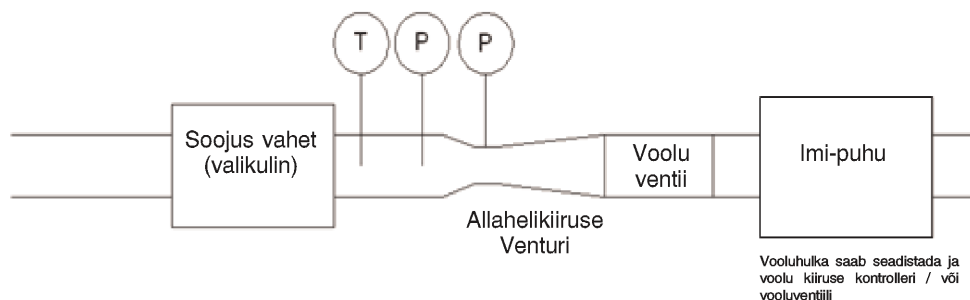 T
P
P
Soojus vahet
(valikulin)
Voolu
ventii
Imi-puhu
Allahelikiiruse
Venturi
Vooluhulka saab seadistada ja
voolu kiiruse kontrolleri / või
vooluventiili